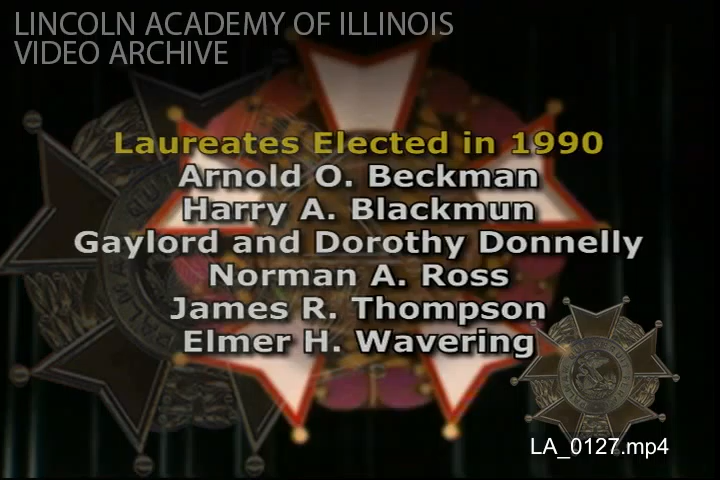 LINCOLN ACADEMY OF ILLINOIS
VIDEO ARCHIVE
Laureates Elected in 1990
Arnold O. Beckman
Harry A. Blackmun
Gaylord and Dorothy Donnelly
Norman A. Ross
James R. Thompson
Elmer H. Wavering
LA_0127.mp4